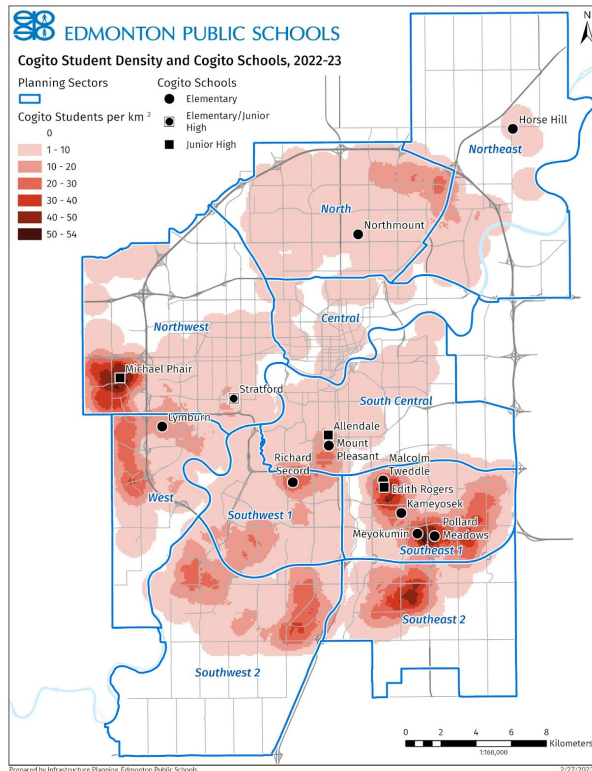 EDMONTON PUBLIC SCHOOLS
Cogito Student Density and Cogito Schools, 2022-23
Planning Sectors
Cogito Students per km 2
0
1 - 10
10 - 20
20 - 30
30 - 40
40 - 50
50 - 54
Cogito Schools
Elementary
Elementary/Junior
High
Junior High
N
Horse Hill
Northeast
North
Northmount
Central
Northwest
Michael Phair
Stratford
South Central
Lymburn
Allendale
Mount
Pleasant
Richard
Secord
Malcolm
Tweddle
Edith Rogers
Kameyosek
West
Southwest 1
Meyokumin
Pollard
Meadows
Southeast 1
Southeast 2
Southwest 2
0 2 4 6 8
Kilometers
1:160,000
Prepared by Infrastructure Planning, Edmonton Public Schools